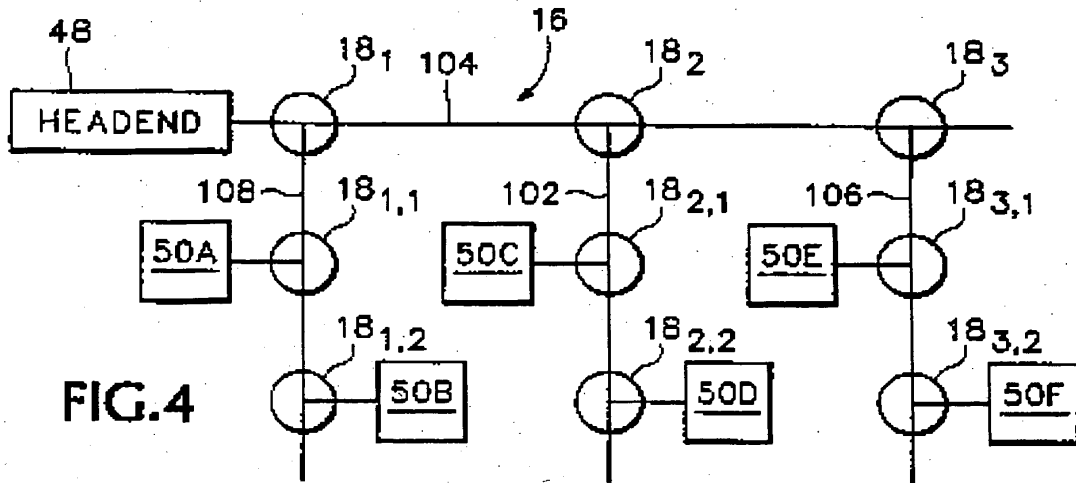 48 18₁ 104 16 18₂ 18₃
HEADEND
108 18₁,₁ 102 18₂,₁ 106 18₃,₁
50A 50C 50E
18₁,₂ 18₂,₂ 18₃,₂
FIG.4 50B 50D 50F